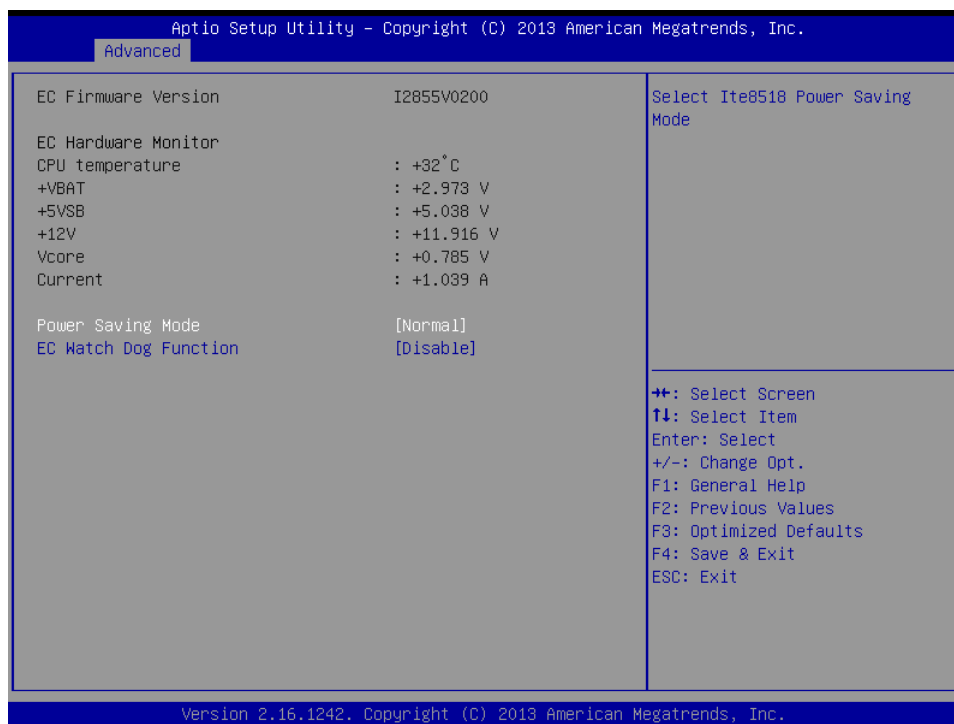 Aptio Setup Utility – Copyright (C) 2013 American Megatrends, Inc.
Advanced
EC Firmware Version I2855V0200
EC Hardware Monitor
CPU temperature : +32°C
+VBAT : +2.973 V
+5VSB : +5.038 V
+12V : +11.916 V
Vcore : +0.785 V
Current : +1.039 A
Power Saving Mode [Normal]
EC Watch Dog Function [Disable]
Select Ite8518 Power Saving
Mode
→←: Select Screen
↑↓: Select Item
Enter: Select
+/-: Change Opt.
F1: General Help
F2: Previous Values
F3: Optimized Defaults
F4: Save & Exit
ESC: Exit
Version 2.16.1242. Copyright (C) 2013 American Megatrends, Inc.